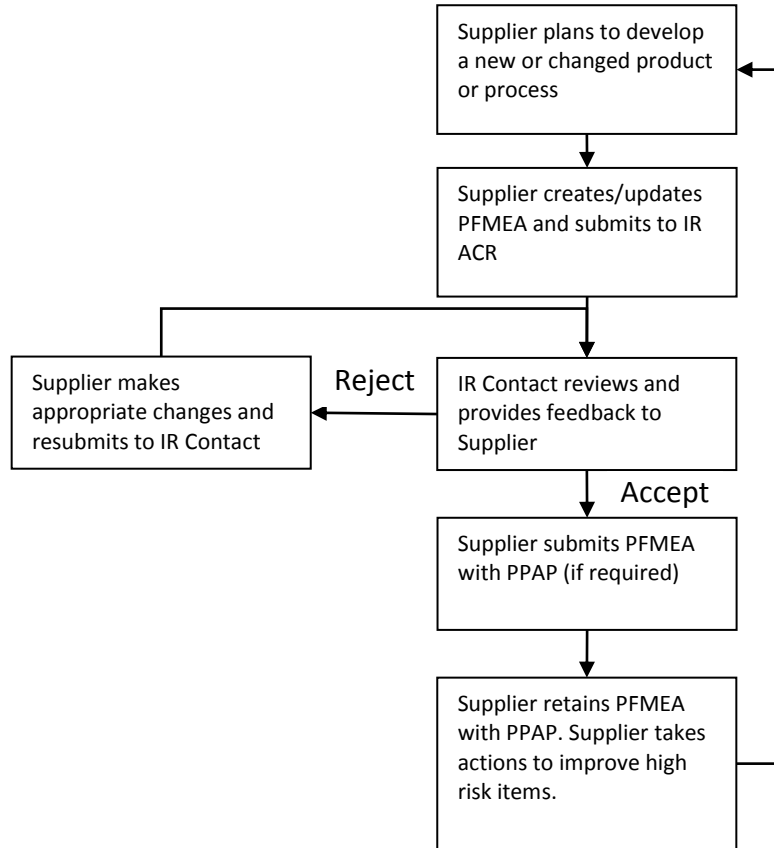 Supplier plans to develop
a new or changed product
or process
Supplier creates/updates
PFMEA and submits to IR
ACR
Supplier makes
appropriate changes and
resubmits to IR Contact
Reject
IR Contact reviews and
provides feedback to
Supplier
Accept
Supplier submits PFMEA
with PPAP (if required)
Supplier retains PFMEA
with PPAP. Supplier takes
actions to improve high
risk items.